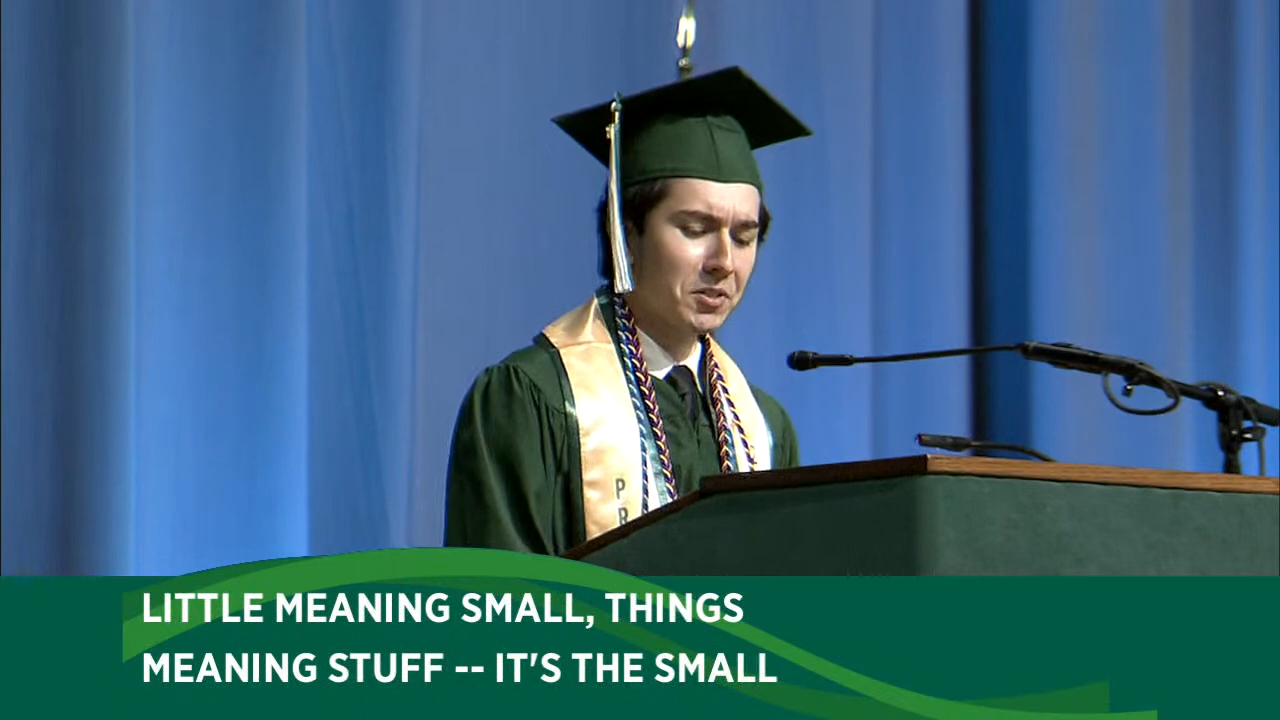 P
R
LITTLE MEANING SMALL, THINGS
MEANING STUFF -- IT'S THE SMALL